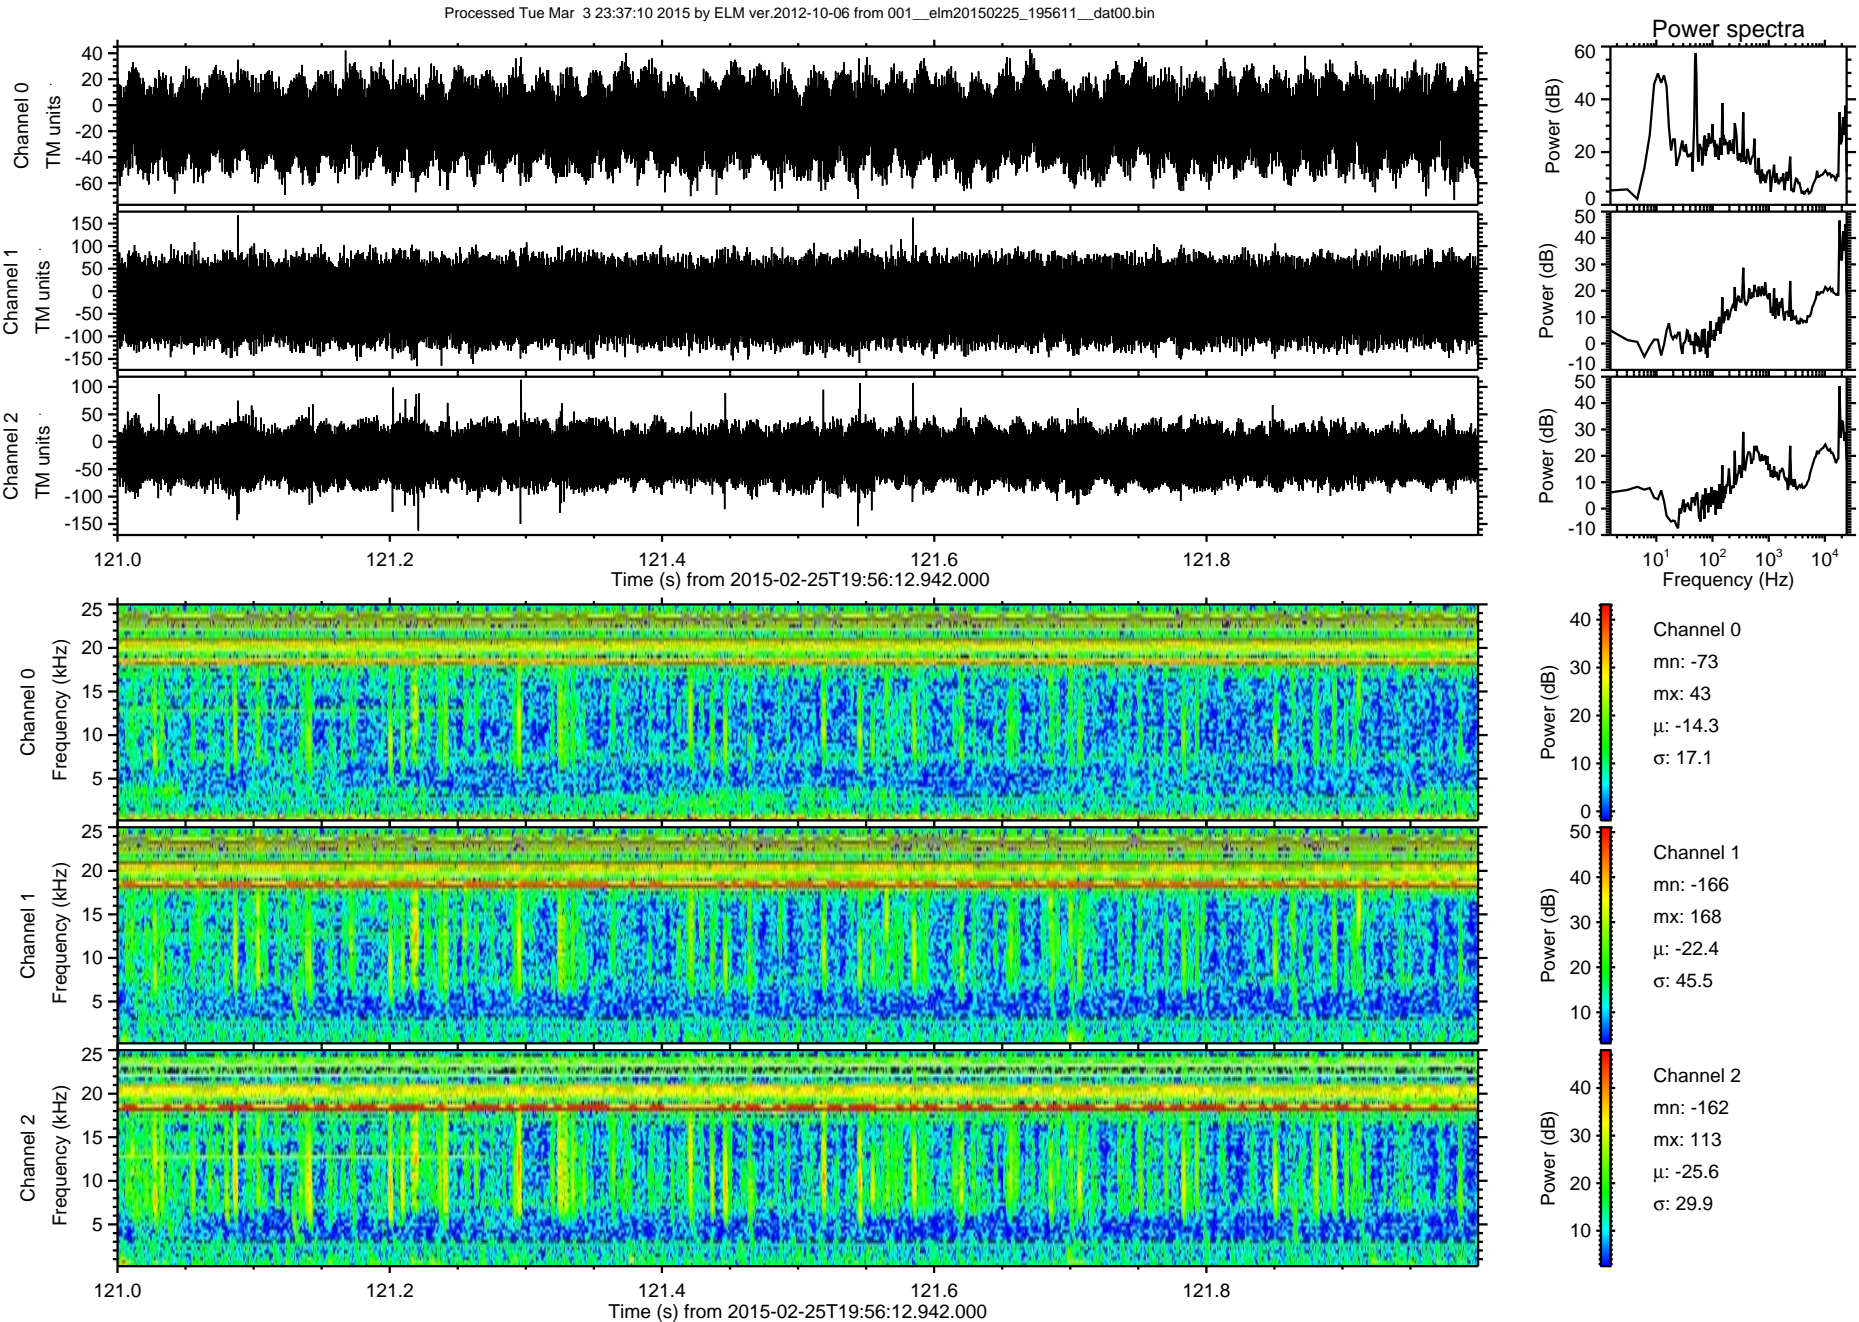 Processed Tue Mar  3 23:37:10 2015 by ELM ver.2012-10-06 from 001__elm20150225_195611__dat00.bin
Power spectra
Channel 0
TM units
40
20
0
-20
-40
-60
Power (dB)
60
40
20
0
Channel 1
TM units
150
100
50
0
-50
-100
-150
Power (dB)
50
40
30
20
10
0
-10
Channel 2
TM units
100
50
0
-50
-100
-150
Power (dB)
50
40
30
20
10
0
-10
121.0 121.2 121.4 121.6 121.8
Time (s) from 2015-02-25T19:56:12.942.000
10¹ 10² 10³ 10⁴
Frequency (Hz)
Channel 0
Frequency (kHz)
25
20
15
10
5
Power (dB)
40
30
20
10
0
Channel 0
mn: -73
mx: 43
μ: -14.3
σ: 17.1
Channel 1
Frequency (kHz)
25
20
15
10
5
Power (dB)
50
40
30
20
10
Channel 1
mn: -166
mx: 168
μ: -22.4
σ: 45.5
Channel 2
Frequency (kHz)
25
20
15
10
5
Power (dB)
40
30
20
10
Channel 2
mn: -162
mx: 113
μ: -25.6
σ: 29.9
121.0 121.2 121.4 121.6 121.8
Time (s) from 2015-02-25T19:56:12.942.000